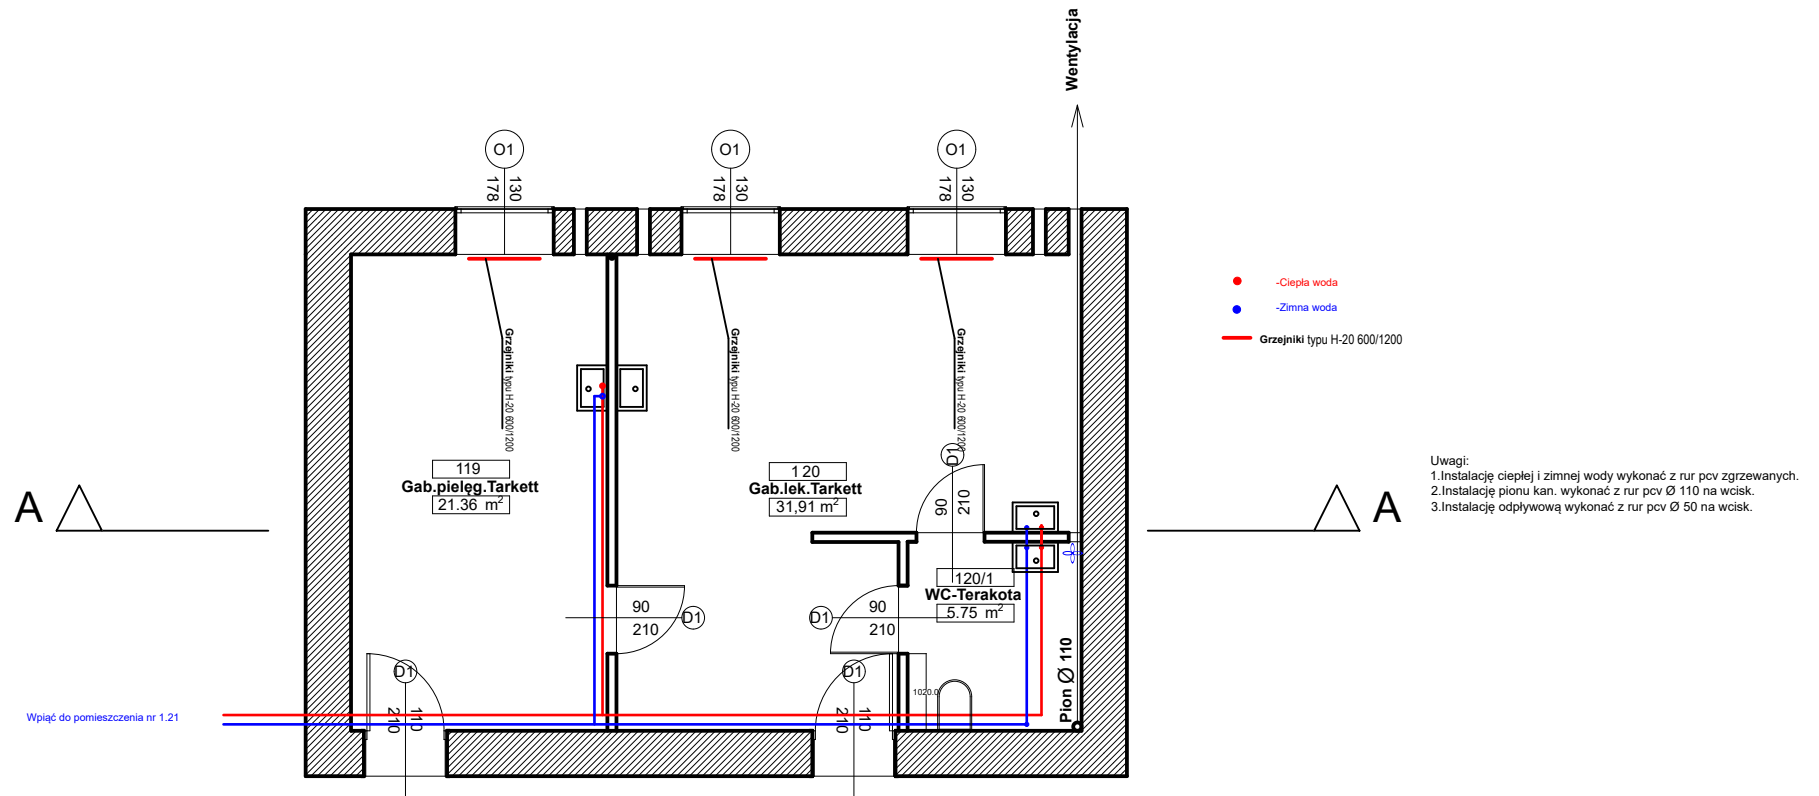 Wentylacja
O1
O1
O1
130
178
130
178
130
178
-Ciepła woda
-Zimna woda
Grzejniki typu H-20 600/1200
Grzejniki typu H-20 600/1200
Grzejniki typu H-20 600/1200
Grzejniki typu H-20 600/1200
119
Gab.pielęg.Tarkett
21.36 m²
120
Gab.lek.Tarkett
31,91 m²
D1
90
210
A
A
Uwagi:
1.Instalację ciepłej i zimnej wody wykonać z rur pcv zgrzewanych.
2.Instalację pionu kan. wykonać z rur pcv Ø 110 na wcisk.
3.Instalację odpływową wykonać z rur pcv Ø 50 na wcisk.
120/1
WC-Terakota
5.75 m²
90
210
D1
D1
90
210
Pion Ø 110
D1
110
210
D1
110
210
1020.0
Wpiąć do pomieszczenia nr 1.21